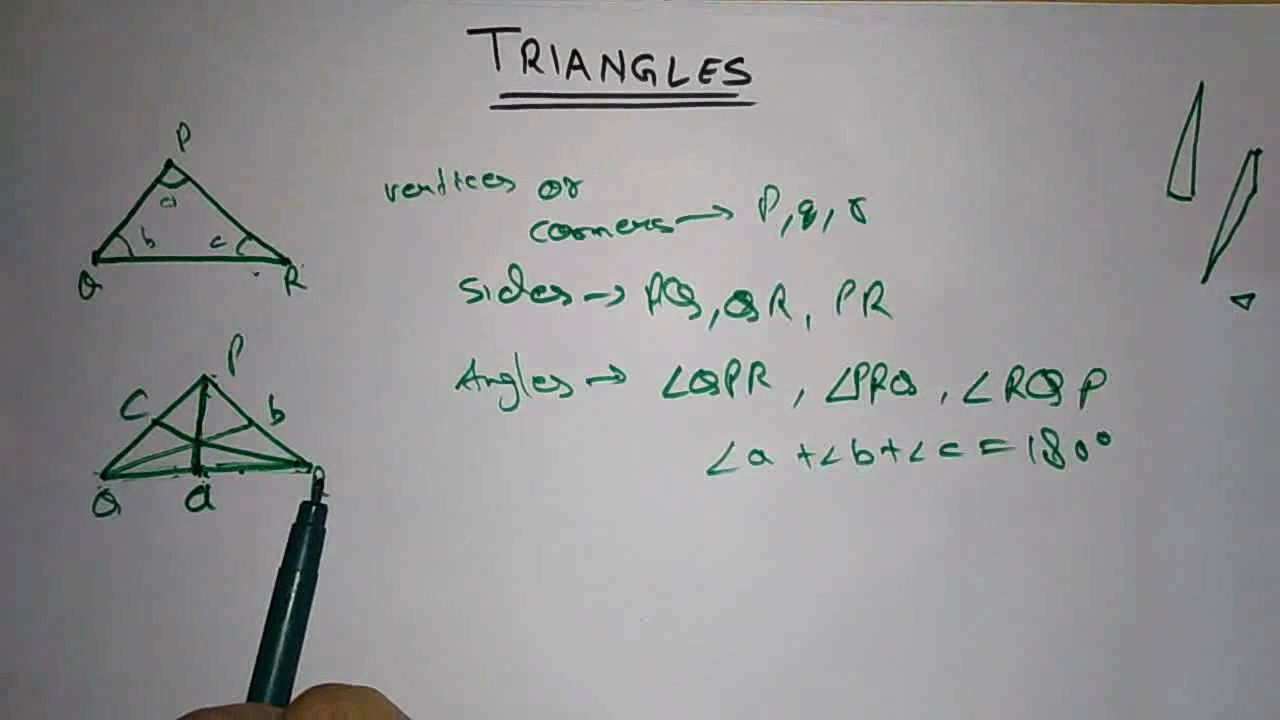 TRIANGLES
P
a
b c
Q R
vertices or
corners → P, q, r
sides → PQ, QR, PR
Angles → ∠QPR, ∠PRQ, ∠RQP
∠a + ∠b + ∠c = 180°
P
c b
Q a